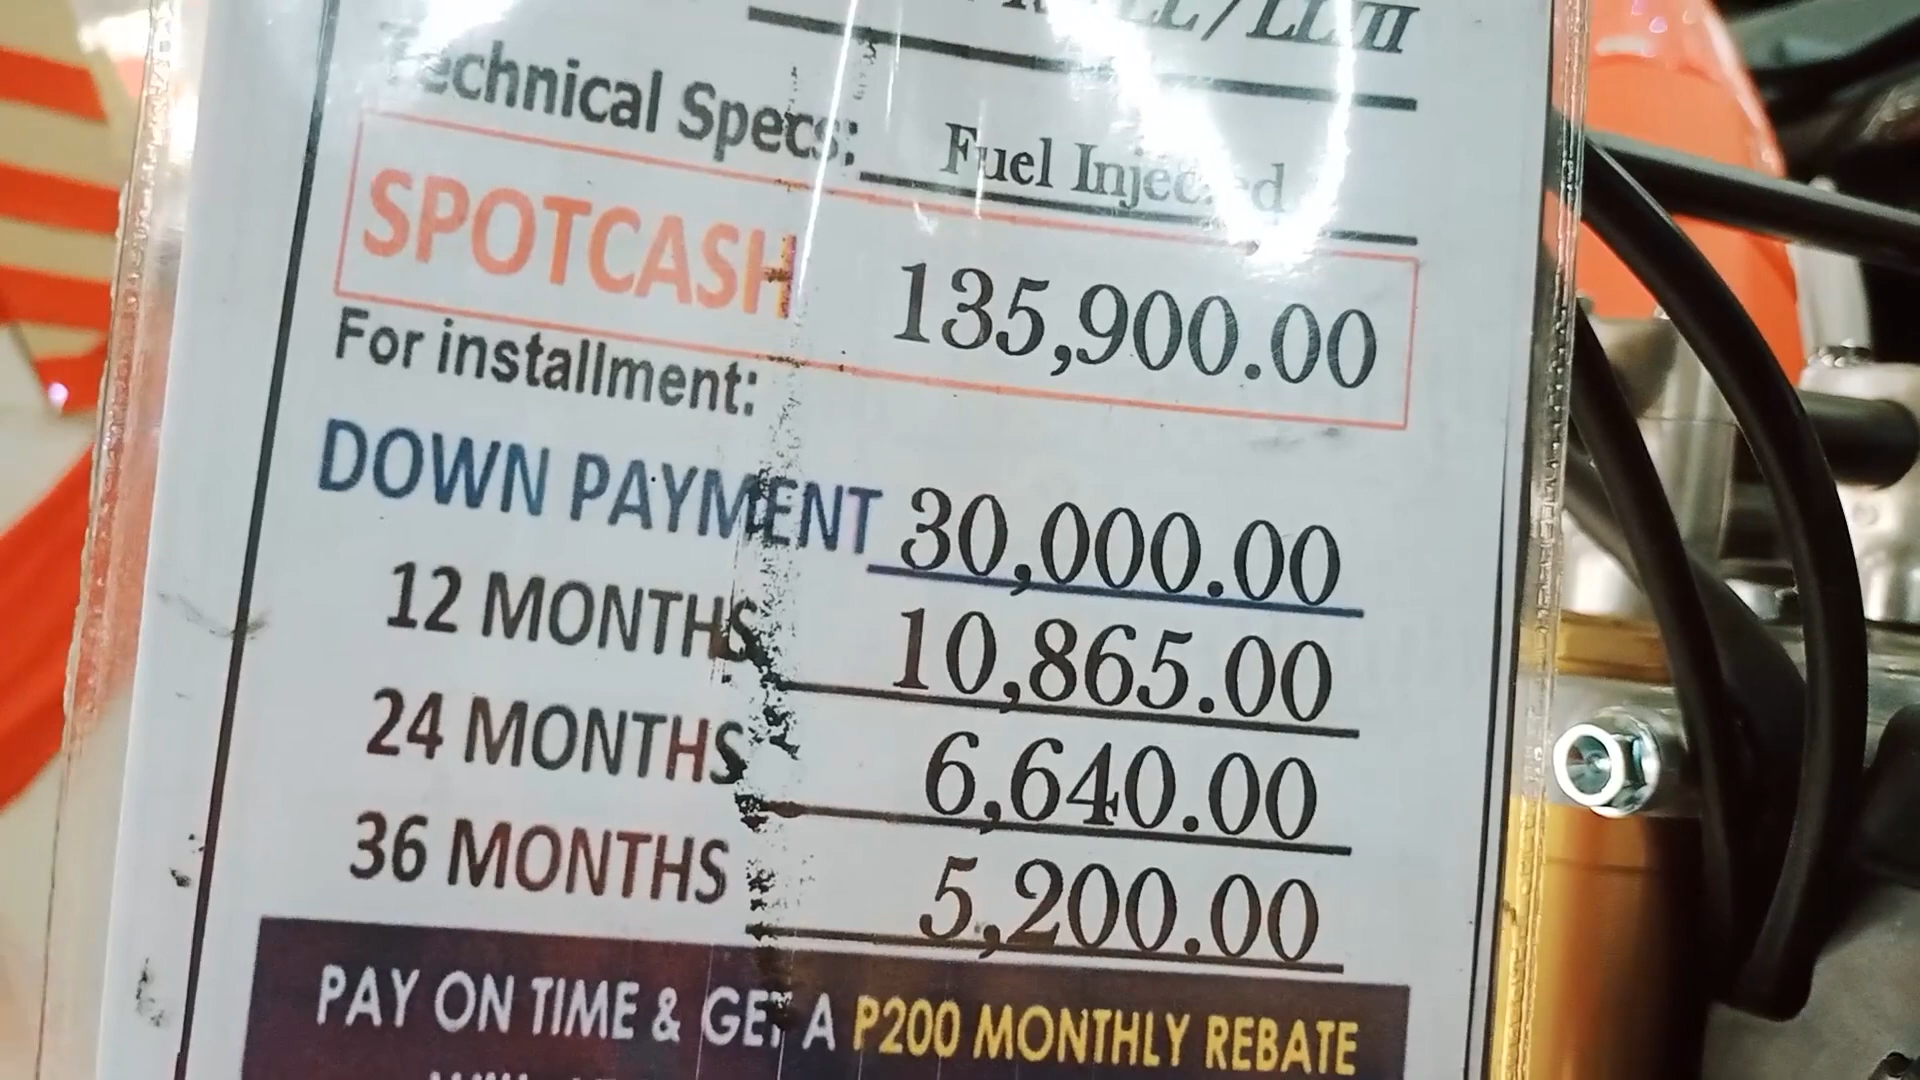 Technical Specs: Fuel Injected
SPOTCASH 135,900.00
For installment:
DOWN PAYMENT 30,000.00
12 MONTHS 10,865.00
24 MONTHS 6,640.00
36 MONTHS 5,200.00
PAY ON TIME & GET A P200 MONTHLY REBATE